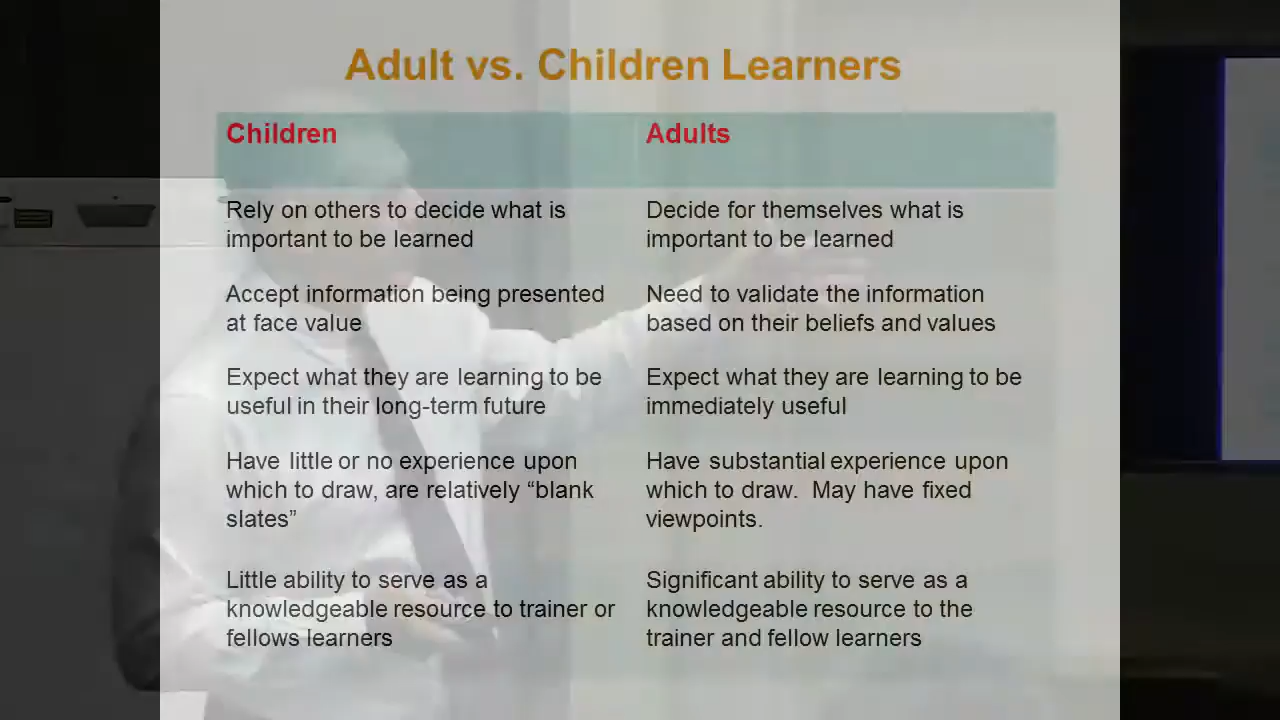 Adult vs. Children Learners
Children
Adults
Rely on others to decide what is
important to be learned
Decide for themselves what is
important to be learned
Accept information being presented
at face value
Need to validate the information
based on their beliefs and values
Expect what they are learning to be
useful in their long-term future
Expect what they are learning to be
immediately useful
Have little or no experience upon
which to draw, are relatively “blank
slates”
Have substantial experience upon
which to draw. May have fixed
viewpoints.
Little ability to serve as a
knowledgeable resource to trainer or
fellows learners
Significant ability to serve as a
knowledgeable resource to the
trainer and fellow learners